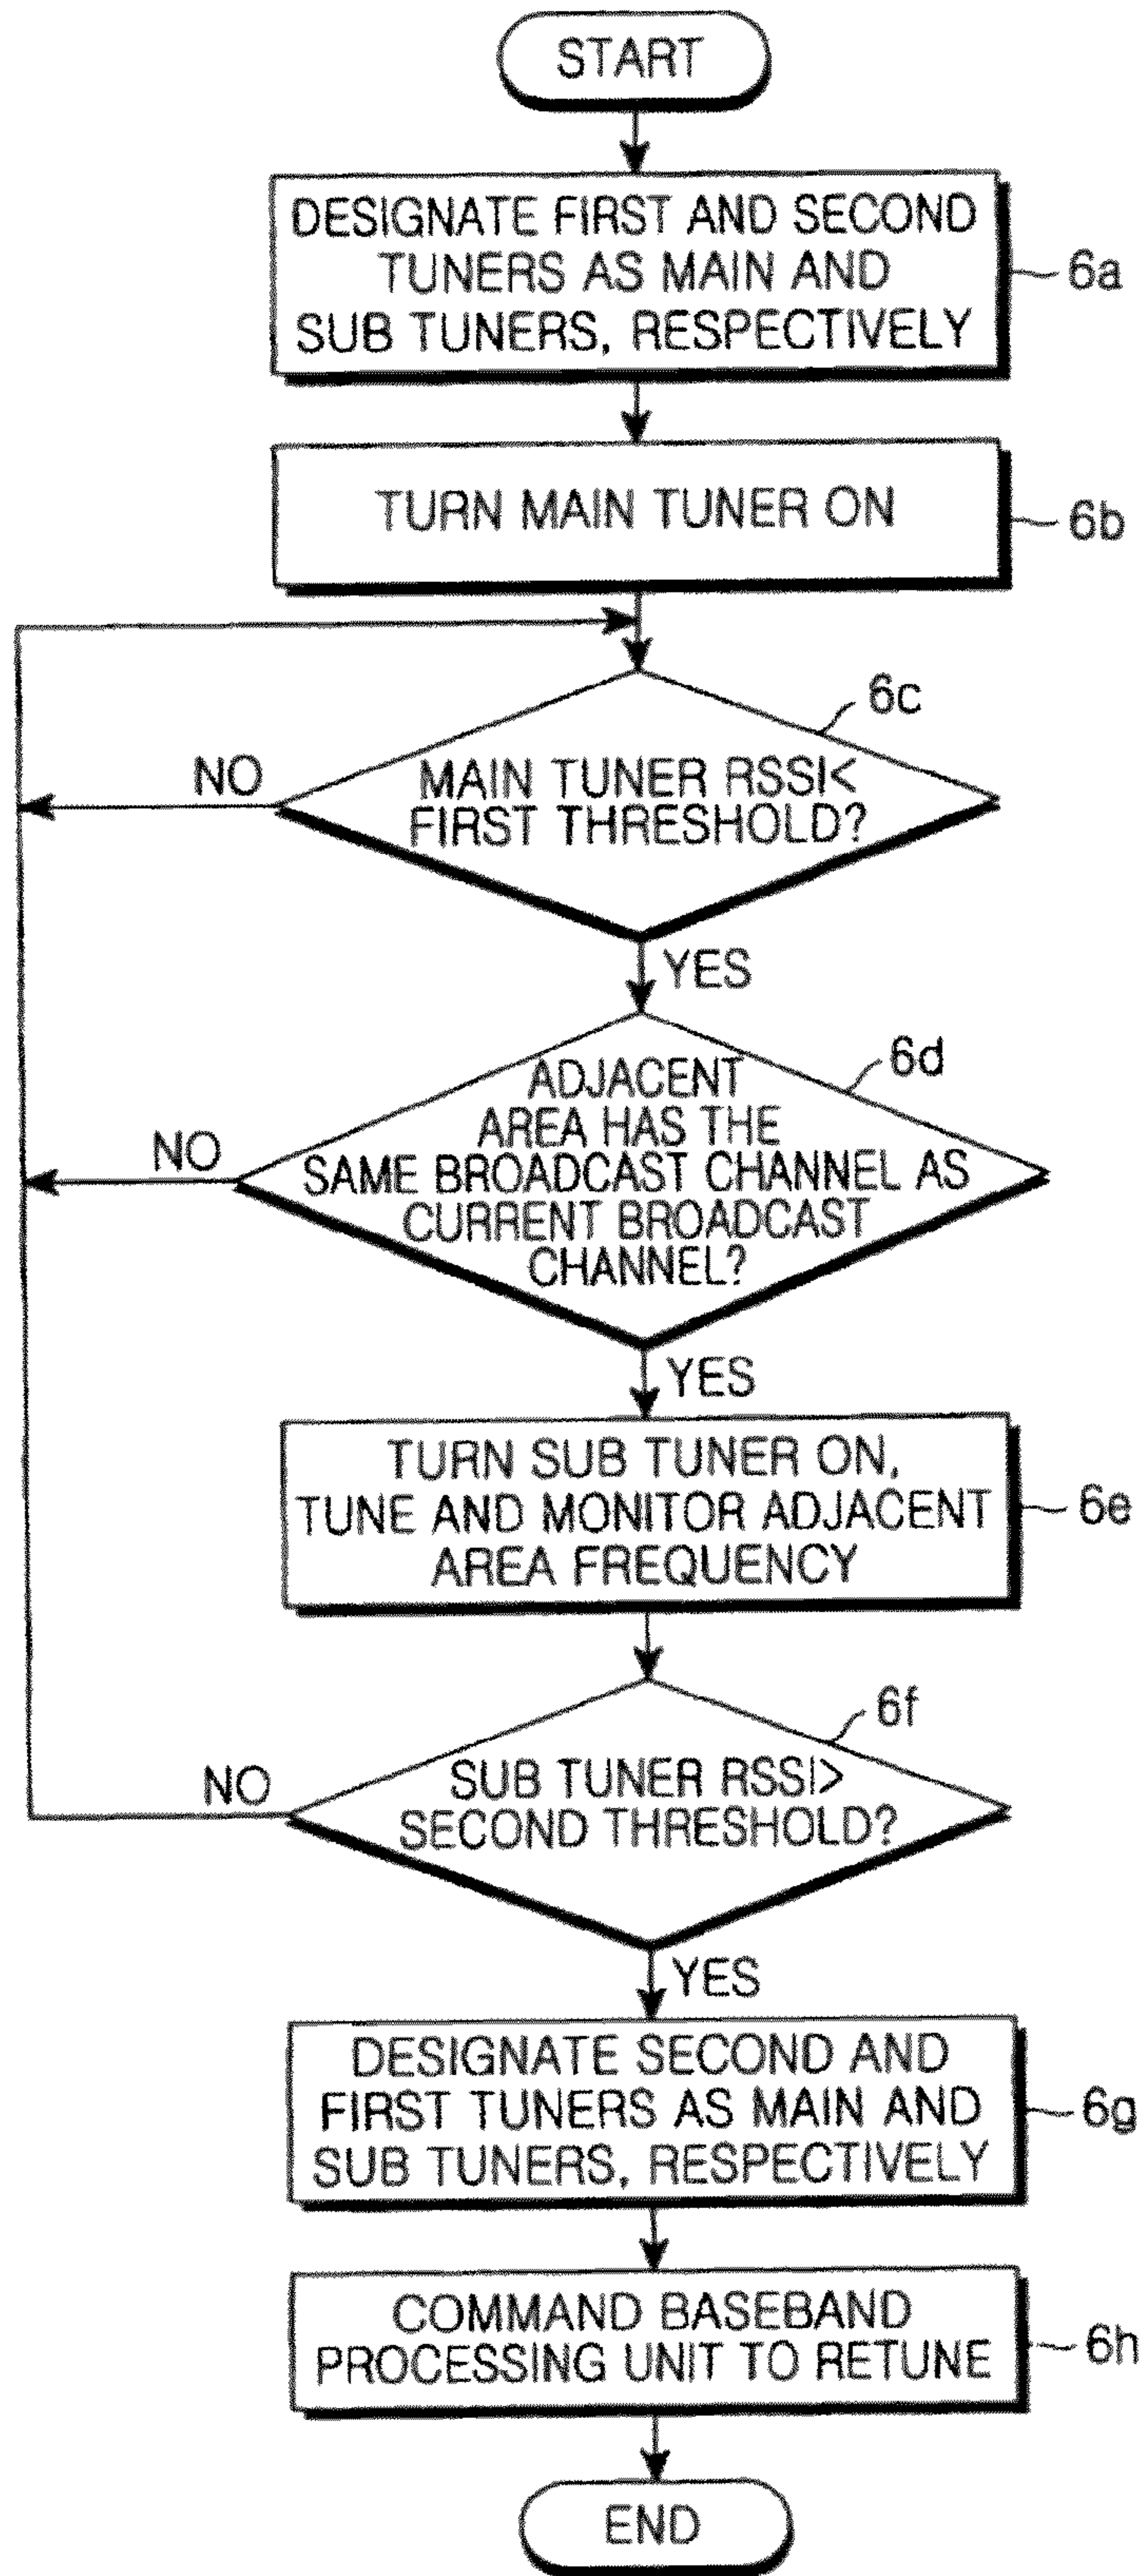 START
DESIGNATE FIRST AND SECOND
TUNERS AS MAIN AND
SUB TUNERS, RESPECTIVELY
6a
TURN MAIN TUNER ON
6b
6c
NO
MAIN TUNER RSSI<
FIRST THRESHOLD?
YES
6d
NO
ADJACENT
AREA HAS THE
SAME BROADCAST CHANNEL AS
CURRENT BROADCAST
CHANNEL?
YES
TURN SUB TUNER ON,
TUNE AND MONITOR ADJACENT
AREA FREQUENCY
6e
6f
NO
SUB TUNER RSSI>
SECOND THRESHOLD?
YES
DESIGNATE SECOND AND
FIRST TUNERS AS MAIN AND
SUB TUNERS, RESPECTIVELY
6g
COMMAND BASEBAND
PROCESSING UNIT TO RETUNE
6h
END